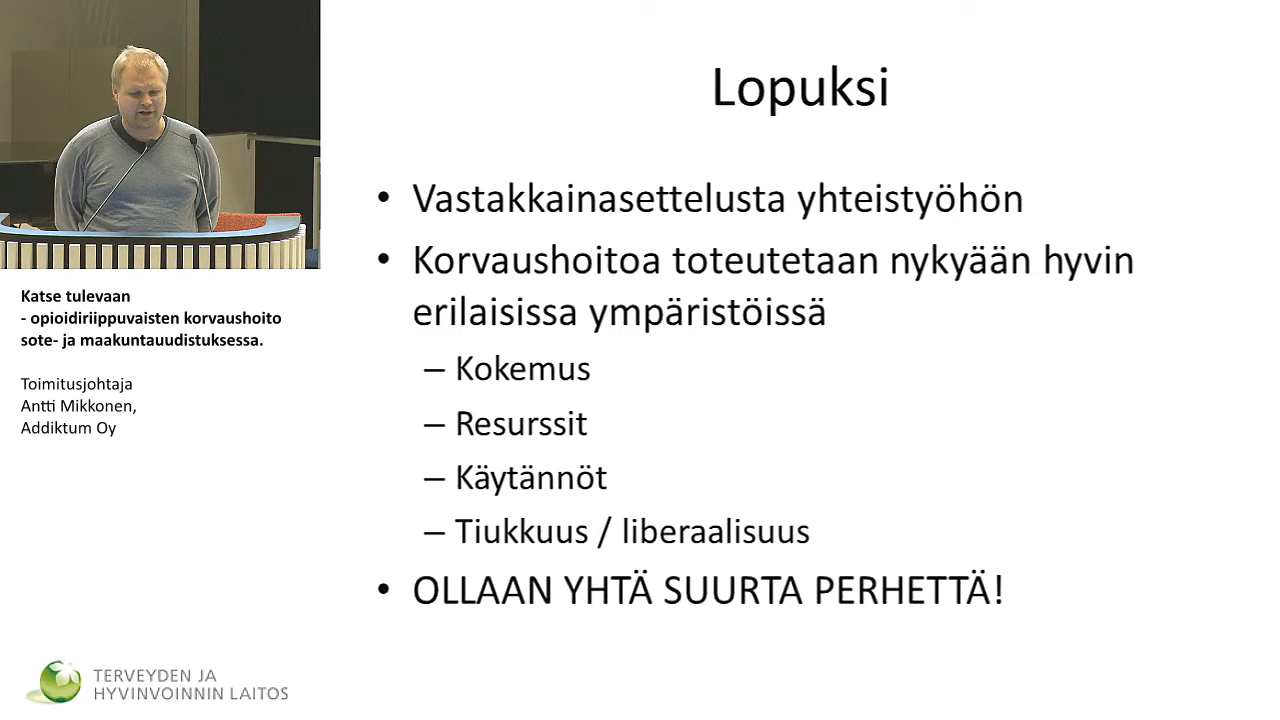 Lopuksi
• Vastakkainasettelusta yhteistyöhön
• Korvaushoitoa toteutetaan nykyään hyvin
erilaisissa ympäristöissä
– Kokemus
– Resurssit
– Käytännöt
– Tiukkuus / liberaalisuus
• OLLAAN YHTÄ SUURTA PERHETTÄ!
Katse tulevaan
- opioidiriippuvaisten korvaushoito
sote- ja maakuntauudistuksessa.
Toimitusjohtaja
Antti Mikkonen,
Addiktum Oy
TERVEYDEN JA
HYVINVOINNIN LAITOS